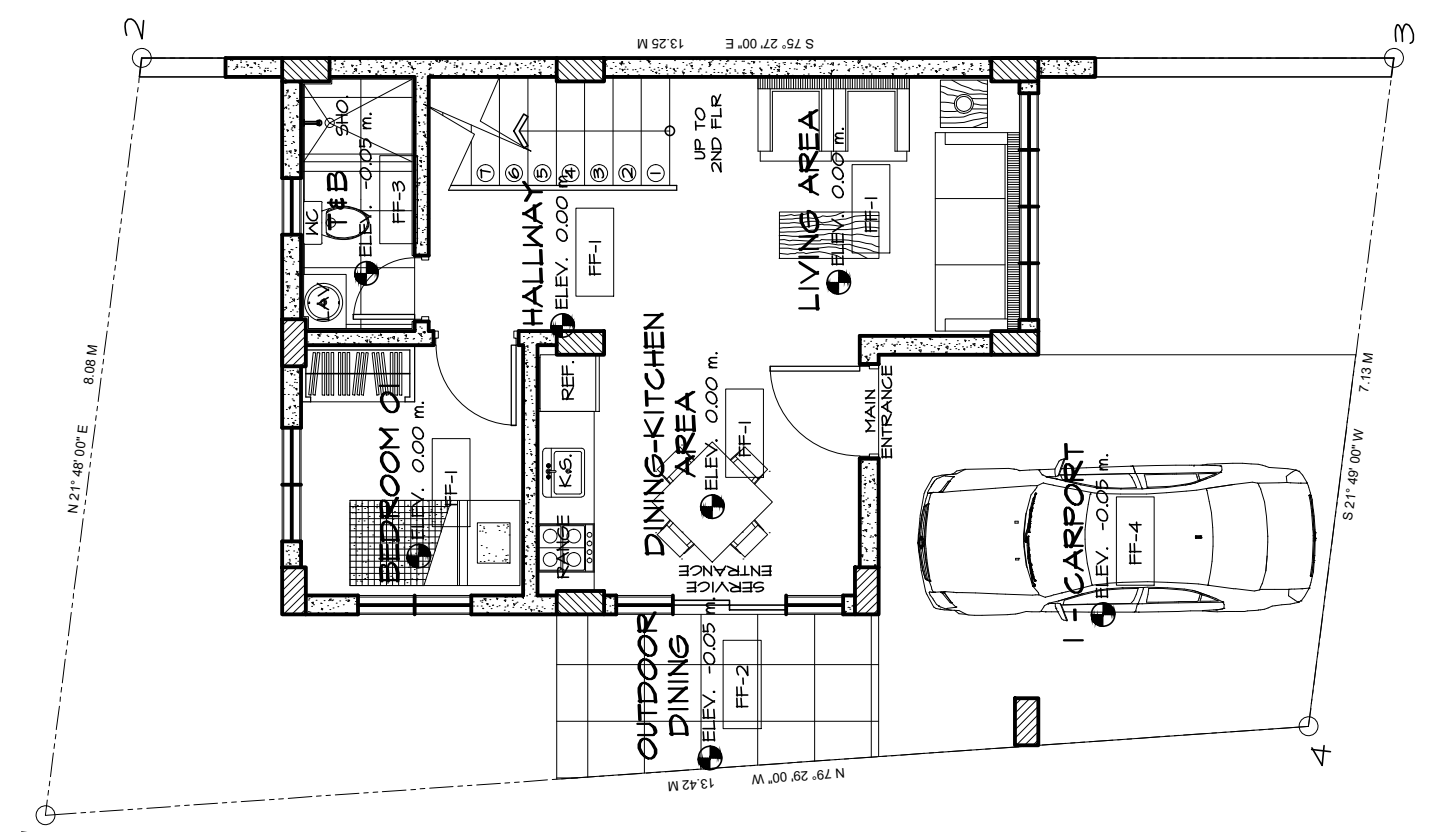 2
3
S 75° 27' 00" E
13.25 M
SHO.
ELEV. -0.05 m.
T&B
FF-3
WC
LAV
7
6
5
4
3
2
1
UP TO
2ND FLR
HALLWAY
ELEV. 0.00 m.
FF-1
LIVING AREA
ELEV. 0.00 m.
FF-1
8.08 M
N 21° 48' 00" E
BEDROOM 01
ELEV. 0.00 m.
FF-1
REF.
K.S.
RANGE
DINING-KITCHEN
AREA
ELEV. 0.00 m.
FF-1
MAIN
ENTRANCE
SERVICE
ENTRANCE
7.13 M
S 21° 49' 00" W
1 - CARPORT
ELEV. -0.05 m.
FF-4
OUTDOOR
DINING
ELEV. -0.05 m.
FF-2
N 79° 29' 00" W
13.42 M
4